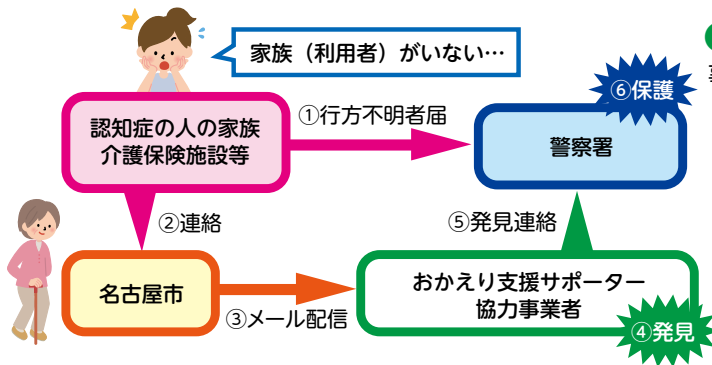 家族（利用者）がいない…
⑥保護
認知症の人の家族
介護保険施設等
①行方不明者届
警察署
②連絡
⑤発見連絡
名古屋市
③メール配信
おかえり支援サポーター
協力事業者
④発見